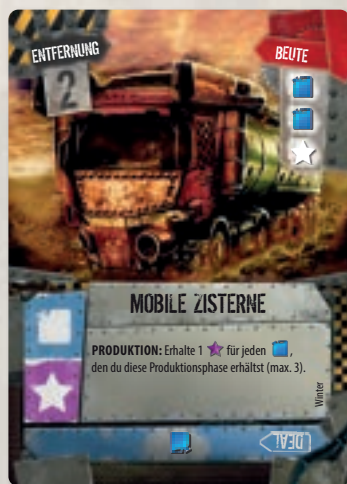 ENTFERNUNG
2
BEUTE
MOBILE ZISTERNE
PRODUKTION: Erhalte 1 für jeden ,
den du diese Produktionsphase erhältst (max. 3).
Winter
DEAL